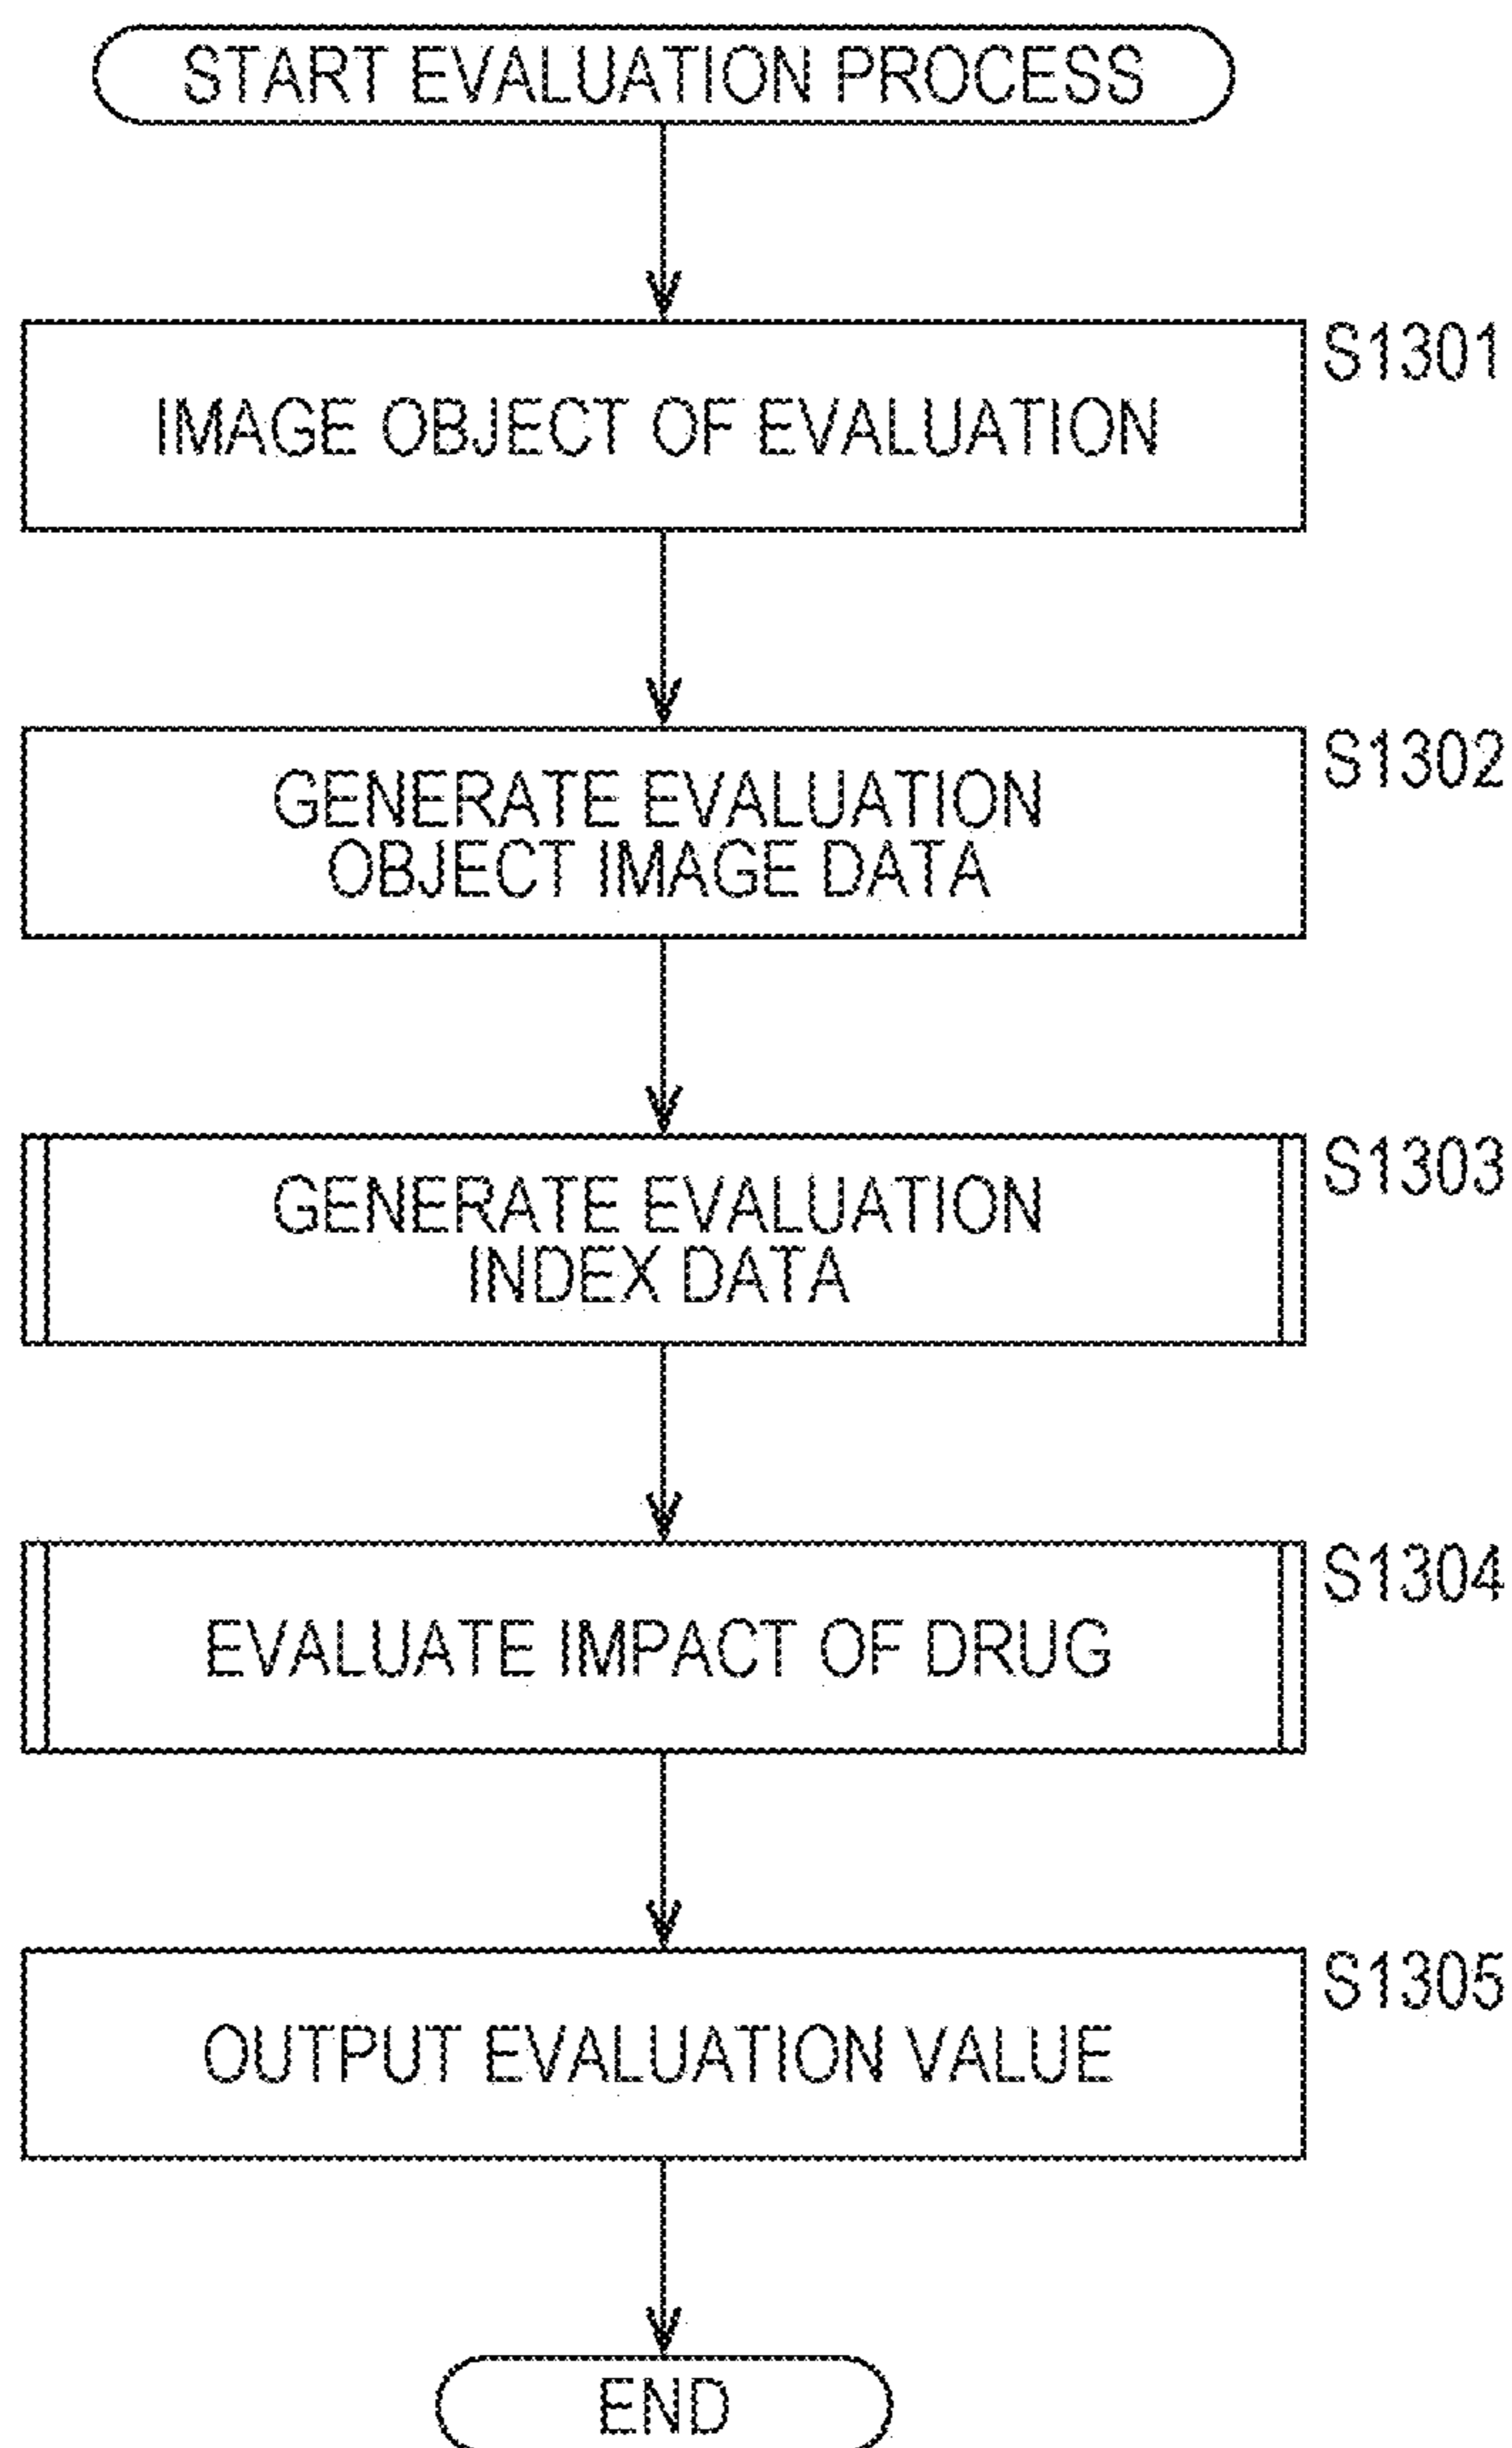 START EVALUATION PROCESS
S1301
IMAGE OBJECT OF EVALUATION
S1302
GENERATE EVALUATION
OBJECT IMAGE DATA
S1303
GENERATE EVALUATION
INDEX DATA
S1304
EVALUATE IMPACT OF DRUG
S1305
OUTPUT EVALUATION VALUE
END